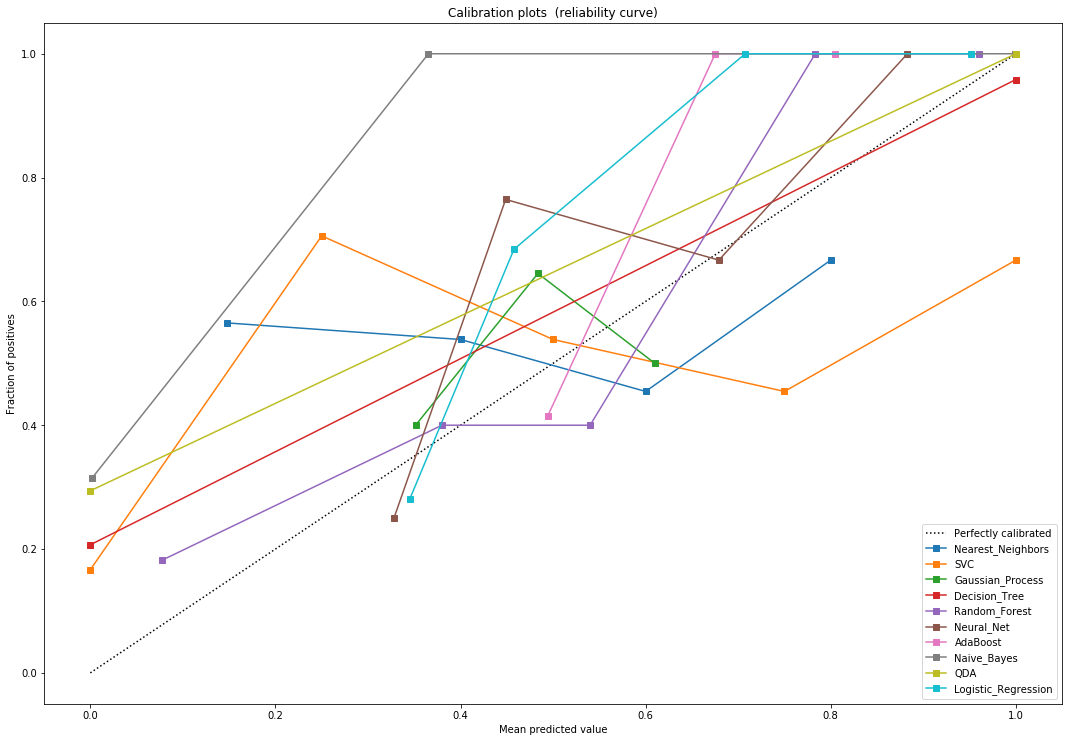 Calibration plots (reliability curve)
1.0
0.8
0.6
0.4
0.2
0.0
Fraction of positives
0.0 0.2 0.4 0.6 0.8 1.0
Mean predicted value
Perfectly calibrated
Nearest_Neighbors
SVC
Gaussian_Process
Decision_Tree
Random_Forest
Neural_Net
AdaBoost
Naive_Bayes
QDA
Logistic_Regression